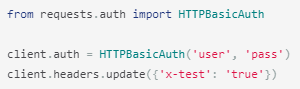 from requests.auth import HTTPBasicAuth
client.auth = HTTPBasicAuth('user', 'pass')
client.headers.update({'x-test': 'true'})